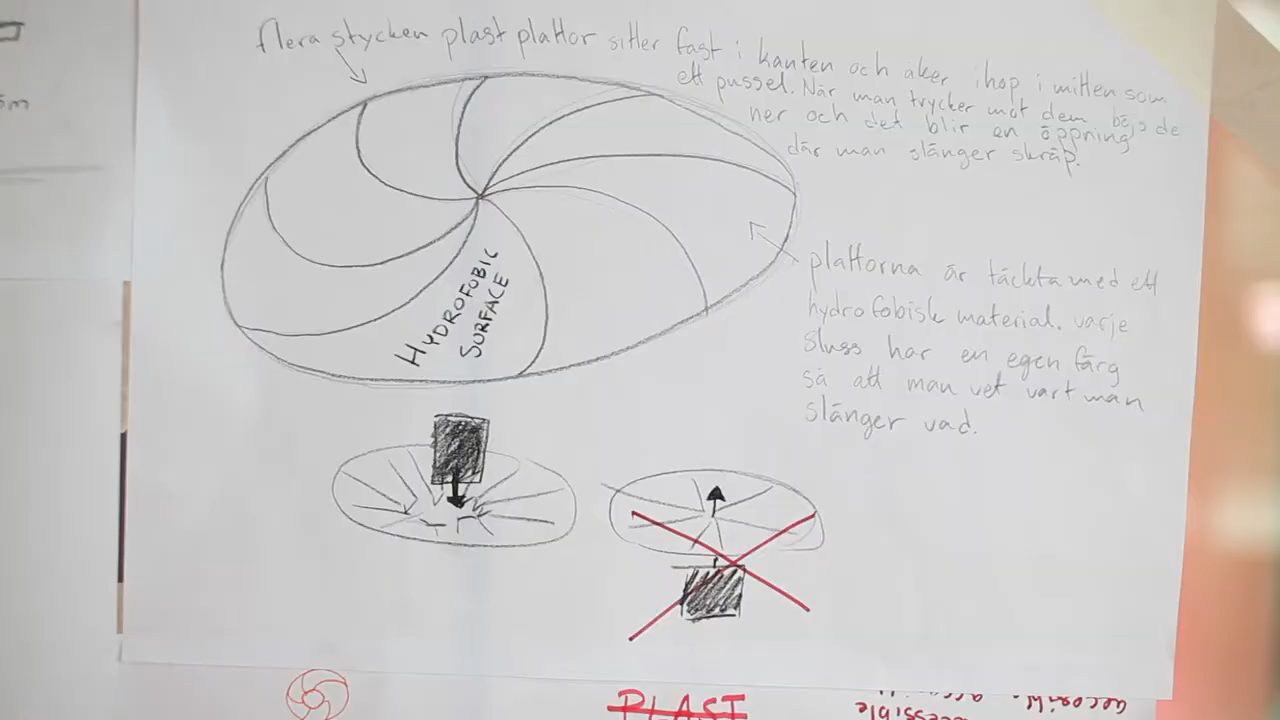 flera stycken plast plattor sitter fast i kanten och åker ihop i mitten som
ett pussel. När man trycker mot dem böjs de
ner och det blir en öppning
där man slänger skräp.
HYDROFOBIC
SURFACE
plattorna är täckta med ett
hydrofobisk material. varje
sluss har en egen färg
så att man vet vart man
slänger vad.
PLAST